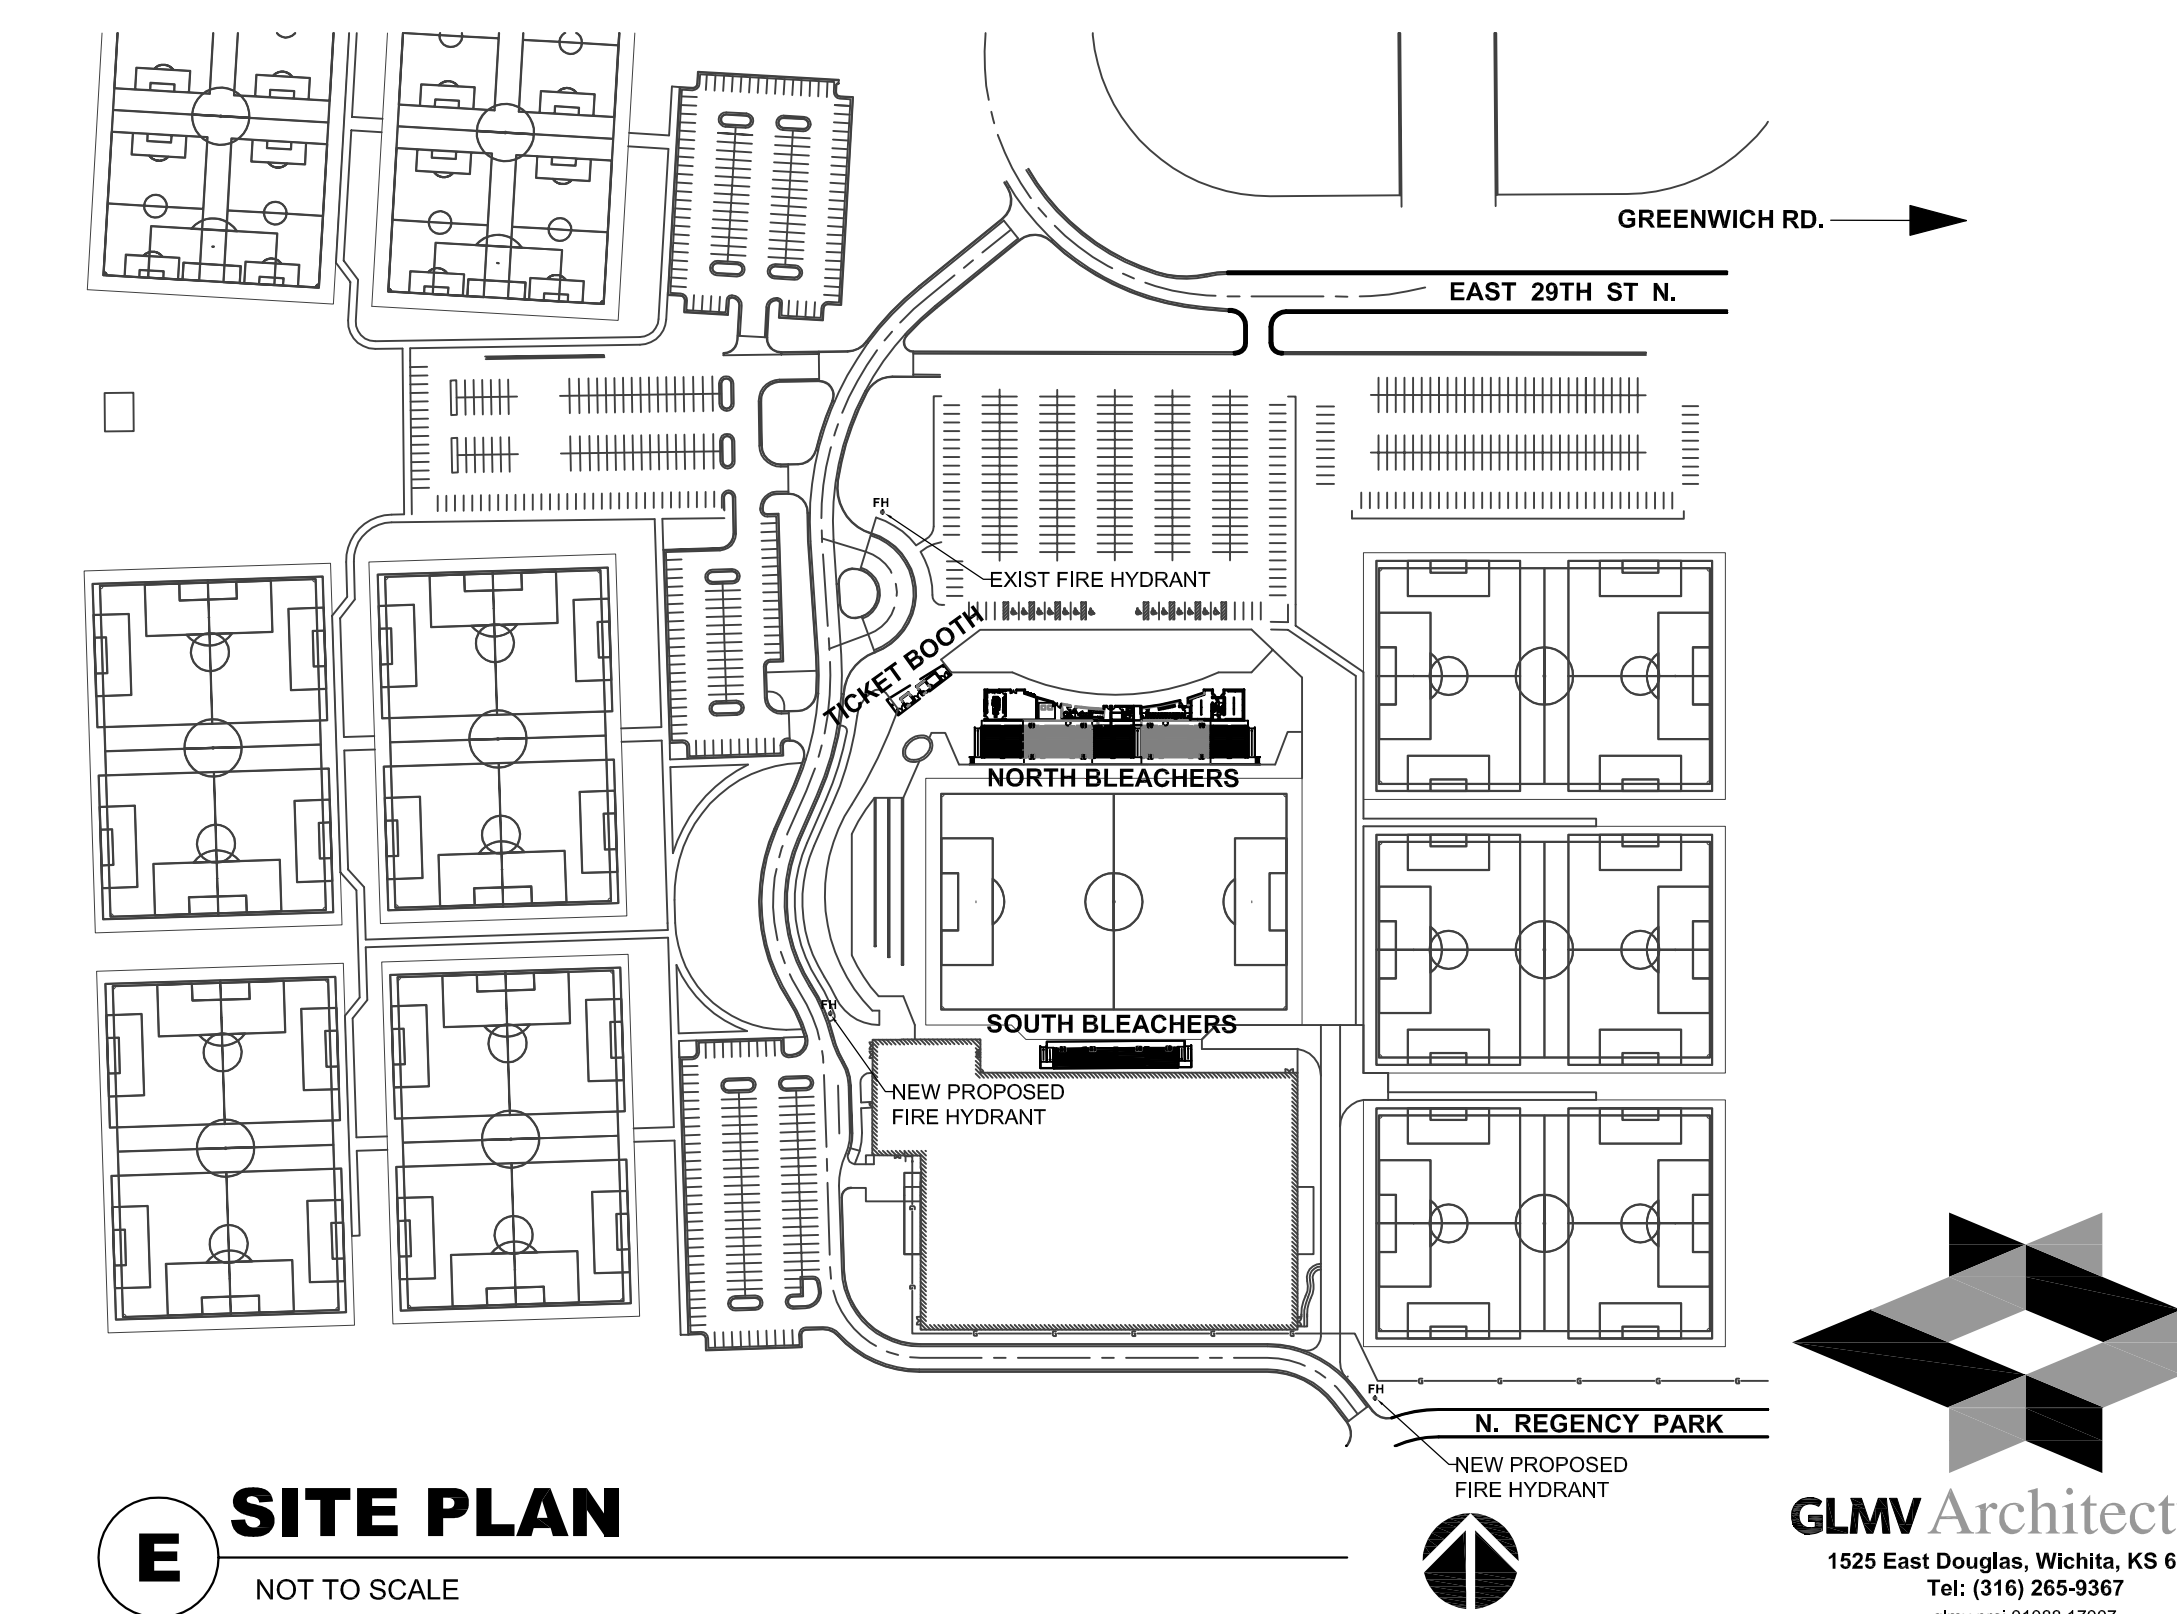 GREENWICH RD.
EAST 29TH ST N.
FH
EXIST FIRE HYDRANT
TICKET BOOTH
NORTH BLEACHERS
FH
SOUTH BLEACHERS
NEW PROPOSED
FIRE HYDRANT
FH
N. REGENCY PARK
NEW PROPOSED
FIRE HYDRANT
E
SITE PLAN
NOT TO SCALE
GLMV Architect
1525 East Douglas, Wichita, KS 6
Tel: (316) 265-9367